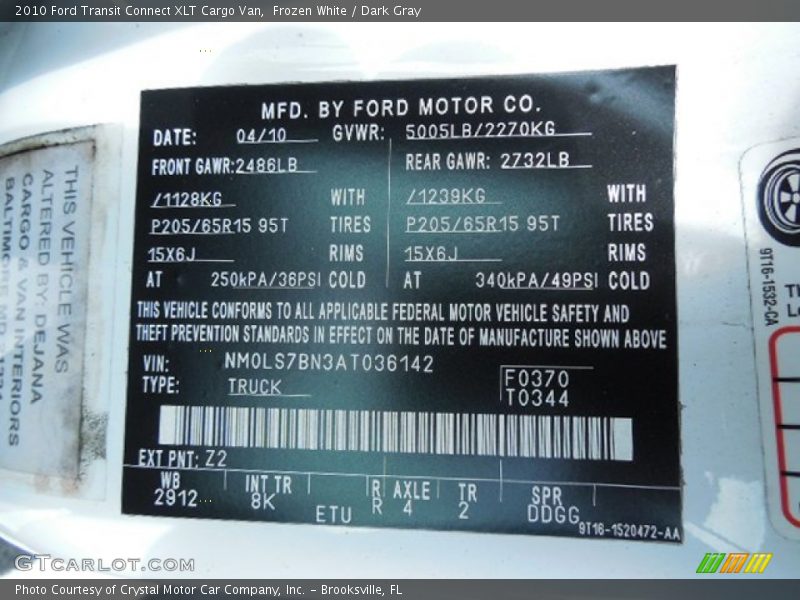 2010 Ford Transit Connect XLT Cargo Van,  Frozen White / Dark Gray
THIS VEHICLE WAS
ALTERED BY: DEJANA
CARGO & VAN INTERIORS
BALTIMORE MD
MFD. BY FORD MOTOR CO.
DATE: 04/10 GVWR: 5005LB/2270KG
FRONT GAWR: 2486LB REAR GAWR: 2732LB
/1128KG WITH /1239KG WITH
P205/65R15 95T TIRES P205/65R15 95T TIRES
15X6J RIMS 15X6J RIMS
AT 250kPA/36PSI COLD AT 340kPA/49PSI COLD
THIS VEHICLE CONFORMS TO ALL APPLICABLE FEDERAL MOTOR VEHICLE SAFETY AND
THEFT PREVENTION STANDARDS IN EFFECT ON THE DATE OF MANUFACTURE SHOWN ABOVE
VIN: NM0LS7BN3AT036142
TYPE: TRUCK
F0370
T0344
EXT PNT: Z2
WB INT TR R AXLE TR SPR
2912 8K ETU R 4 2 DDGG
9T16-1520472-AA
9T16-1532-CA
GTCARLOT.COM
Photo Courtesy of Crystal Motor Car Company, Inc. – Brooksville, FL